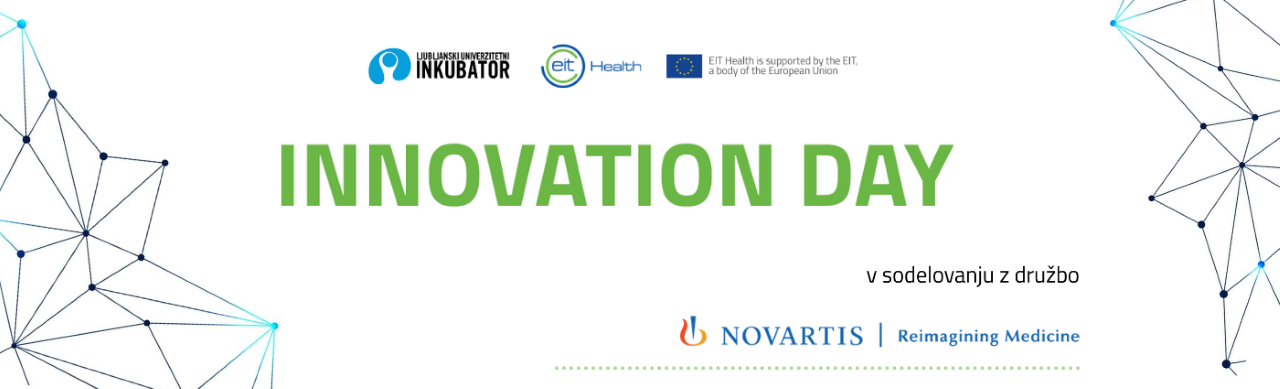 LJUBLJANSKI UNIVERZITETNI
INKUBATOR
eit Health
EIT Health is supported by the EIT,
a body of the European Union
INNOVATION DAY
v sodelovanju z družbo
NOVARTIS | Reimagining Medicine